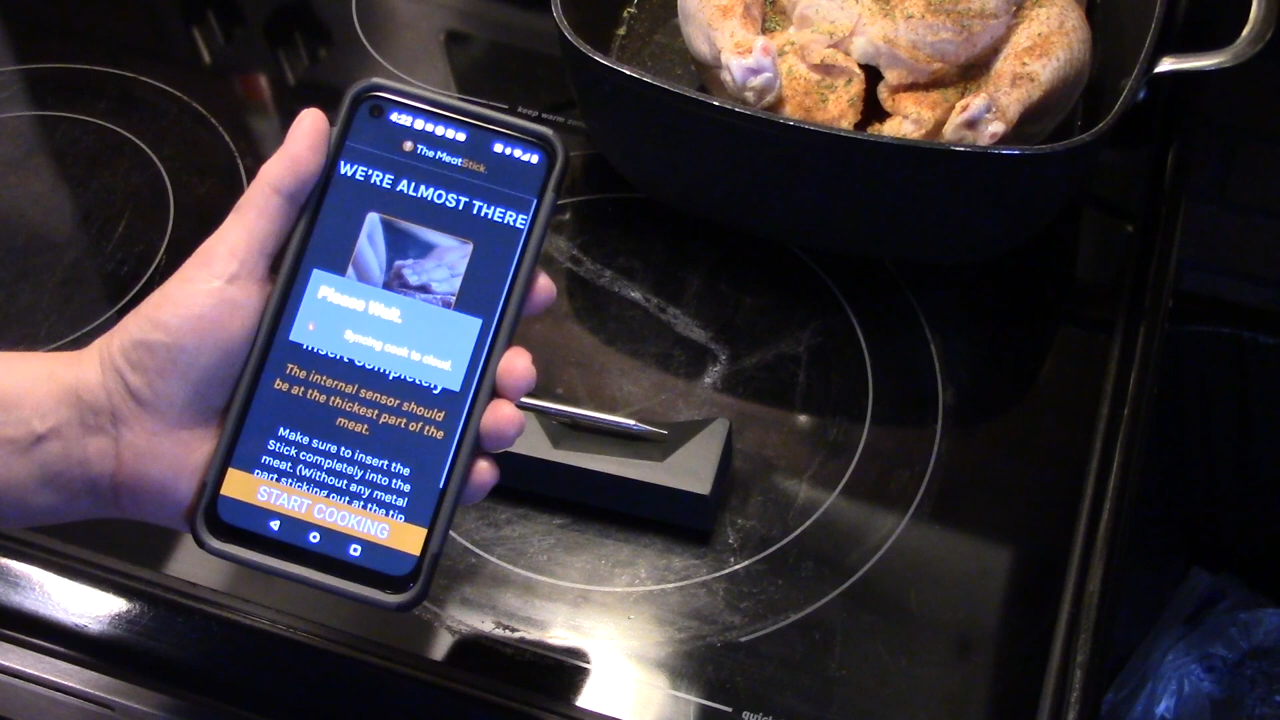 4:22
The MeatStick.
WE'RE ALMOST THERE
Please Wait.
Syncing cook to cloud.
Insert Completely
The internal sensor should
be at the thickest part of the
meat.
Make sure to insert the
Stick completely into the
meat. (Without any metal
part sticking out at the tip
START COOKING
keep warm zone